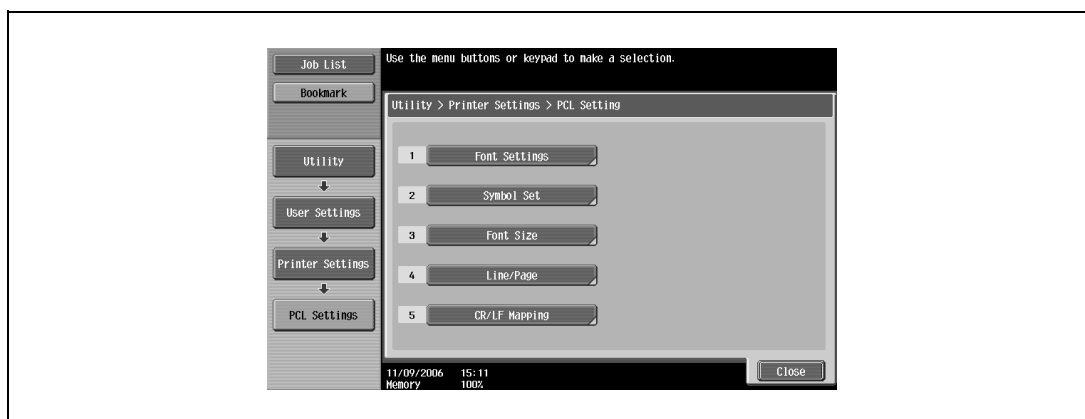 Job List
Bookmark
Use the menu buttons or keypad to make a selection.
Utility > Printer Settings > PCL Setting
Utility
User Settings
Printer Settings
PCL Settings
1 Font Settings
2 Symbol Set
3 Font Size
4 Line/Page
5 CR/LF Mapping
11/09/2006 15:11
Memory 100%
Close